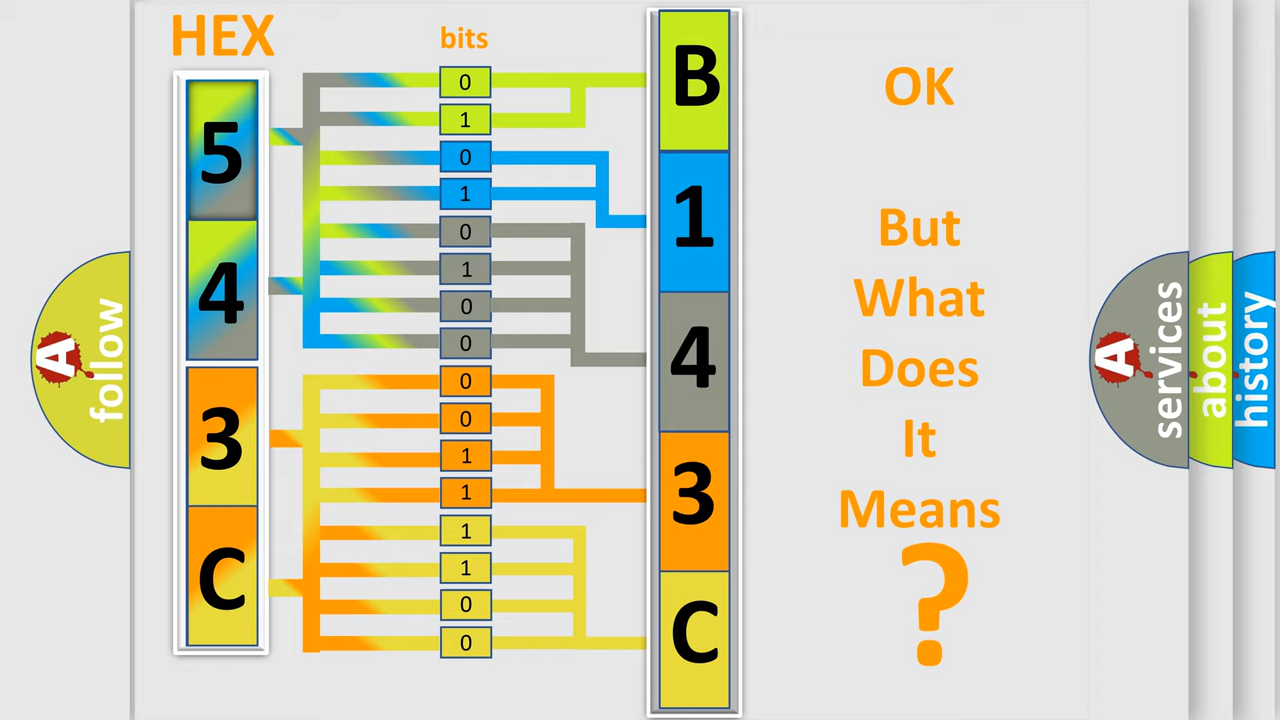 HEX
bits
5
4
3
C
0
1
0
1
0
1
0
0
0
0
1
1
1
1
0
0
B
1
4
3
C
OK
But
What
Does
It
Means
?
A
follow
A
services
about
history